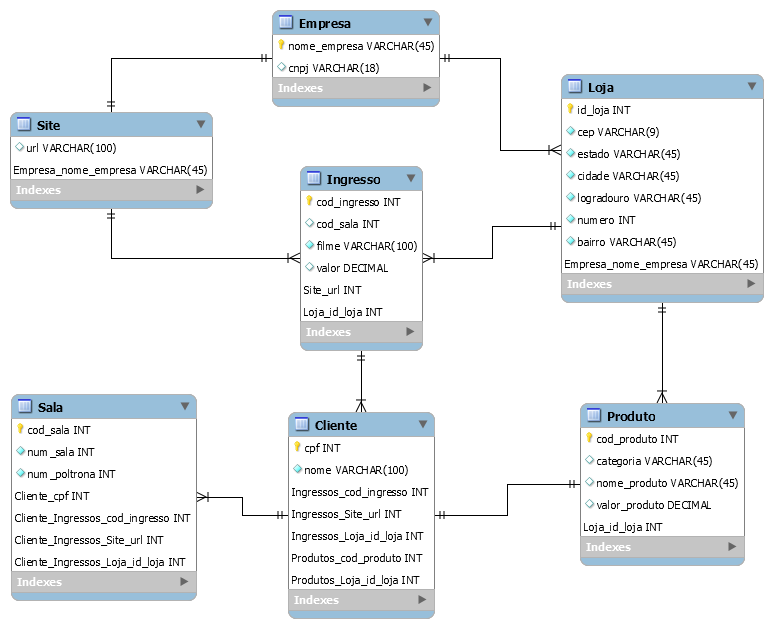 Empresa
nome_empresa VARCHAR(45)
cnpj VARCHAR(18)
Indexes
Loja
id_loja INT
cep VARCHAR(9)
estado VARCHAR(45)
cidade VARCHAR(45)
logradouro VARCHAR(45)
numero INT
bairro VARCHAR(45)
Empresa_nome_empresa VARCHAR(45)
Indexes
Site
url VARCHAR(100)
Empresa_nome_empresa VARCHAR(45)
Indexes
Ingresso
cod_ingresso INT
cod_sala INT
filme VARCHAR(100)
valor DECIMAL
Site_url INT
Loja_id_loja INT
Indexes
Sala
cod_sala INT
num_sala INT
num_poltrona INT
Cliente_cpf INT
Cliente_Ingressos_cod_ingresso INT
Cliente_Ingressos_Site_url INT
Cliente_Ingressos_Loja_id_loja INT
Indexes
Cliente
cpf INT
nome VARCHAR(100)
Ingressos_cod_ingresso INT
Ingressos_Site_url INT
Ingressos_Loja_id_loja INT
Produtos_cod_produto INT
Produtos_Loja_id_loja INT
Indexes
Produto
cod_produto INT
categoria VARCHAR(45)
nome_produto VARCHAR(45)
valor_produto DECIMAL
Loja_id_loja INT
Indexes